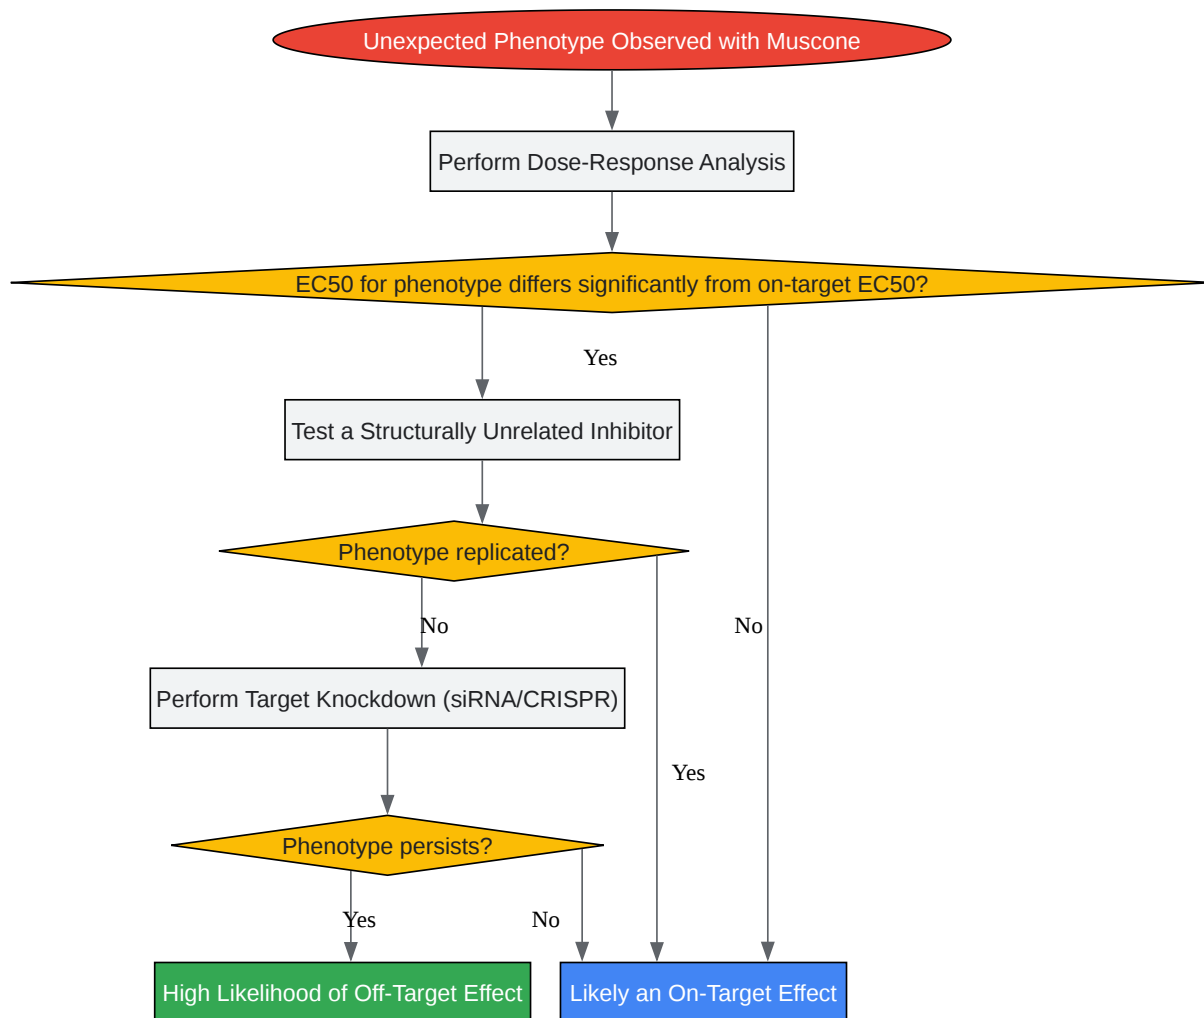 Unexpected Phenotype Observed with Muscone
Perform Dose-Response Analysis
EC50 for phenotype differs significantly from on-target EC50?
Yes
Test a Structurally Unrelated Inhibitor
Phenotype replicated?
No
No
Perform Target Knockdown (siRNA/CRISPR)
Yes
Phenotype persists?
Yes
No
High Likelihood of Off-Target Effect
Likely an On-Target Effect